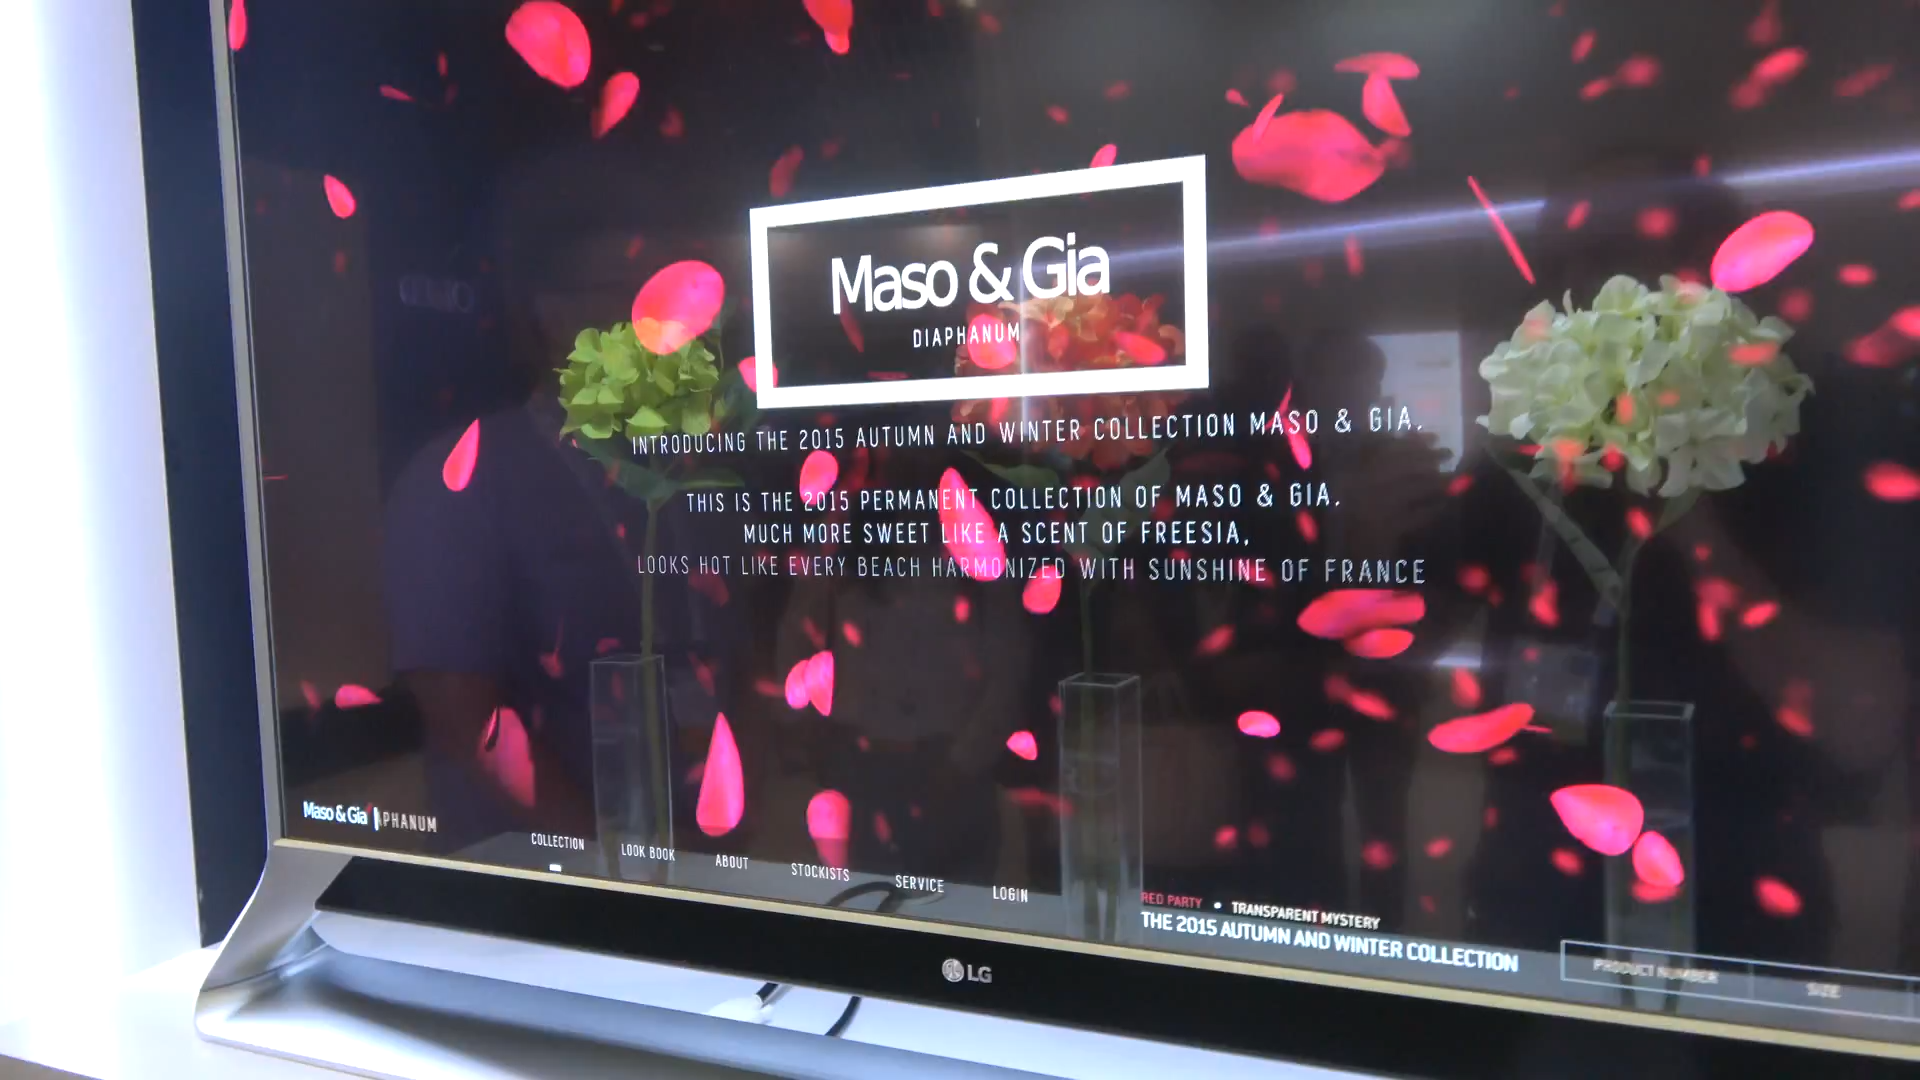 Maso & Gia
DIAPHANUM
INTRODUCING THE 2015 AUTUMN AND WINTER COLLECTION MASO & GIA.
THIS IS THE 2015 PERMANENT COLLECTION OF MASO & GIA.
MUCH MORE SWEET LIKE A SCENT OF FREESIA,
LOOKS HOT LIKE EVERY BEACH HARMONIZED WITH SUNSHINE OF FRANCE
Maso & Gia APHANUM
COLLECTION LOOK BOOK ABOUT STOCKISTS SERVICE LOGIN
RED PARTY • TRANSPARENT MYSTERY
THE 2015 AUTUMN AND WINTER COLLECTION
PRODUCT NUMBER SIZE
LG